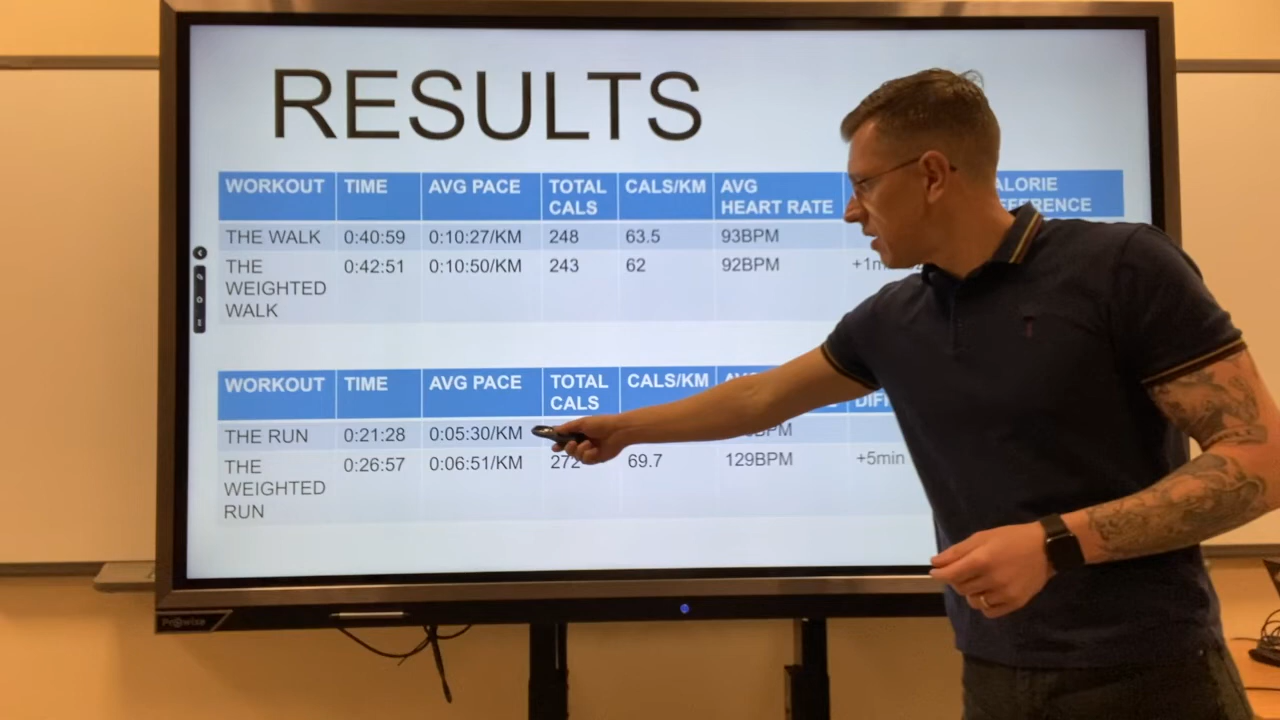 RESULTS
WORKOUT TIME AVG PACE TOTAL CALS CALS/KM AVG HEART RATE
THE WALK 0:40:59 0:10:27/KM 248 63.5 93BPM
THE WEIGHTED WALK 0:42:51 0:10:50/KM 243 62 92BPM
WORKOUT TIME AVG PACE TOTAL CALS CALS/KM
THE RUN 0:21:28 0:05:30/KM
THE WEIGHTED RUN 0:26:57 0:06:51/KM 272 69.7 129BPM +5min
Prowise